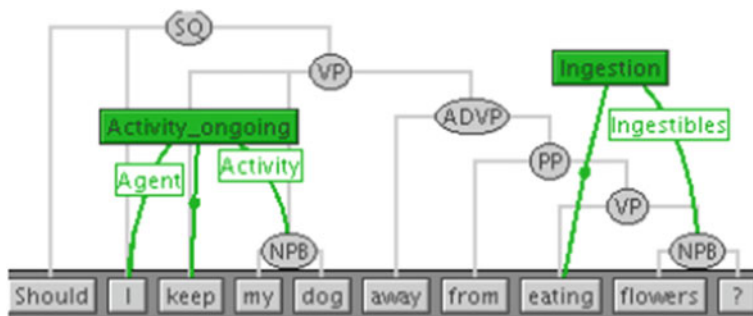 SQ
VP
Ingestion
ADVP
Activity_ongoing
Ingestibles
Agent
Activity
PP
VP
NPB
NPB
Should I keep my dog away from eating flowers ?